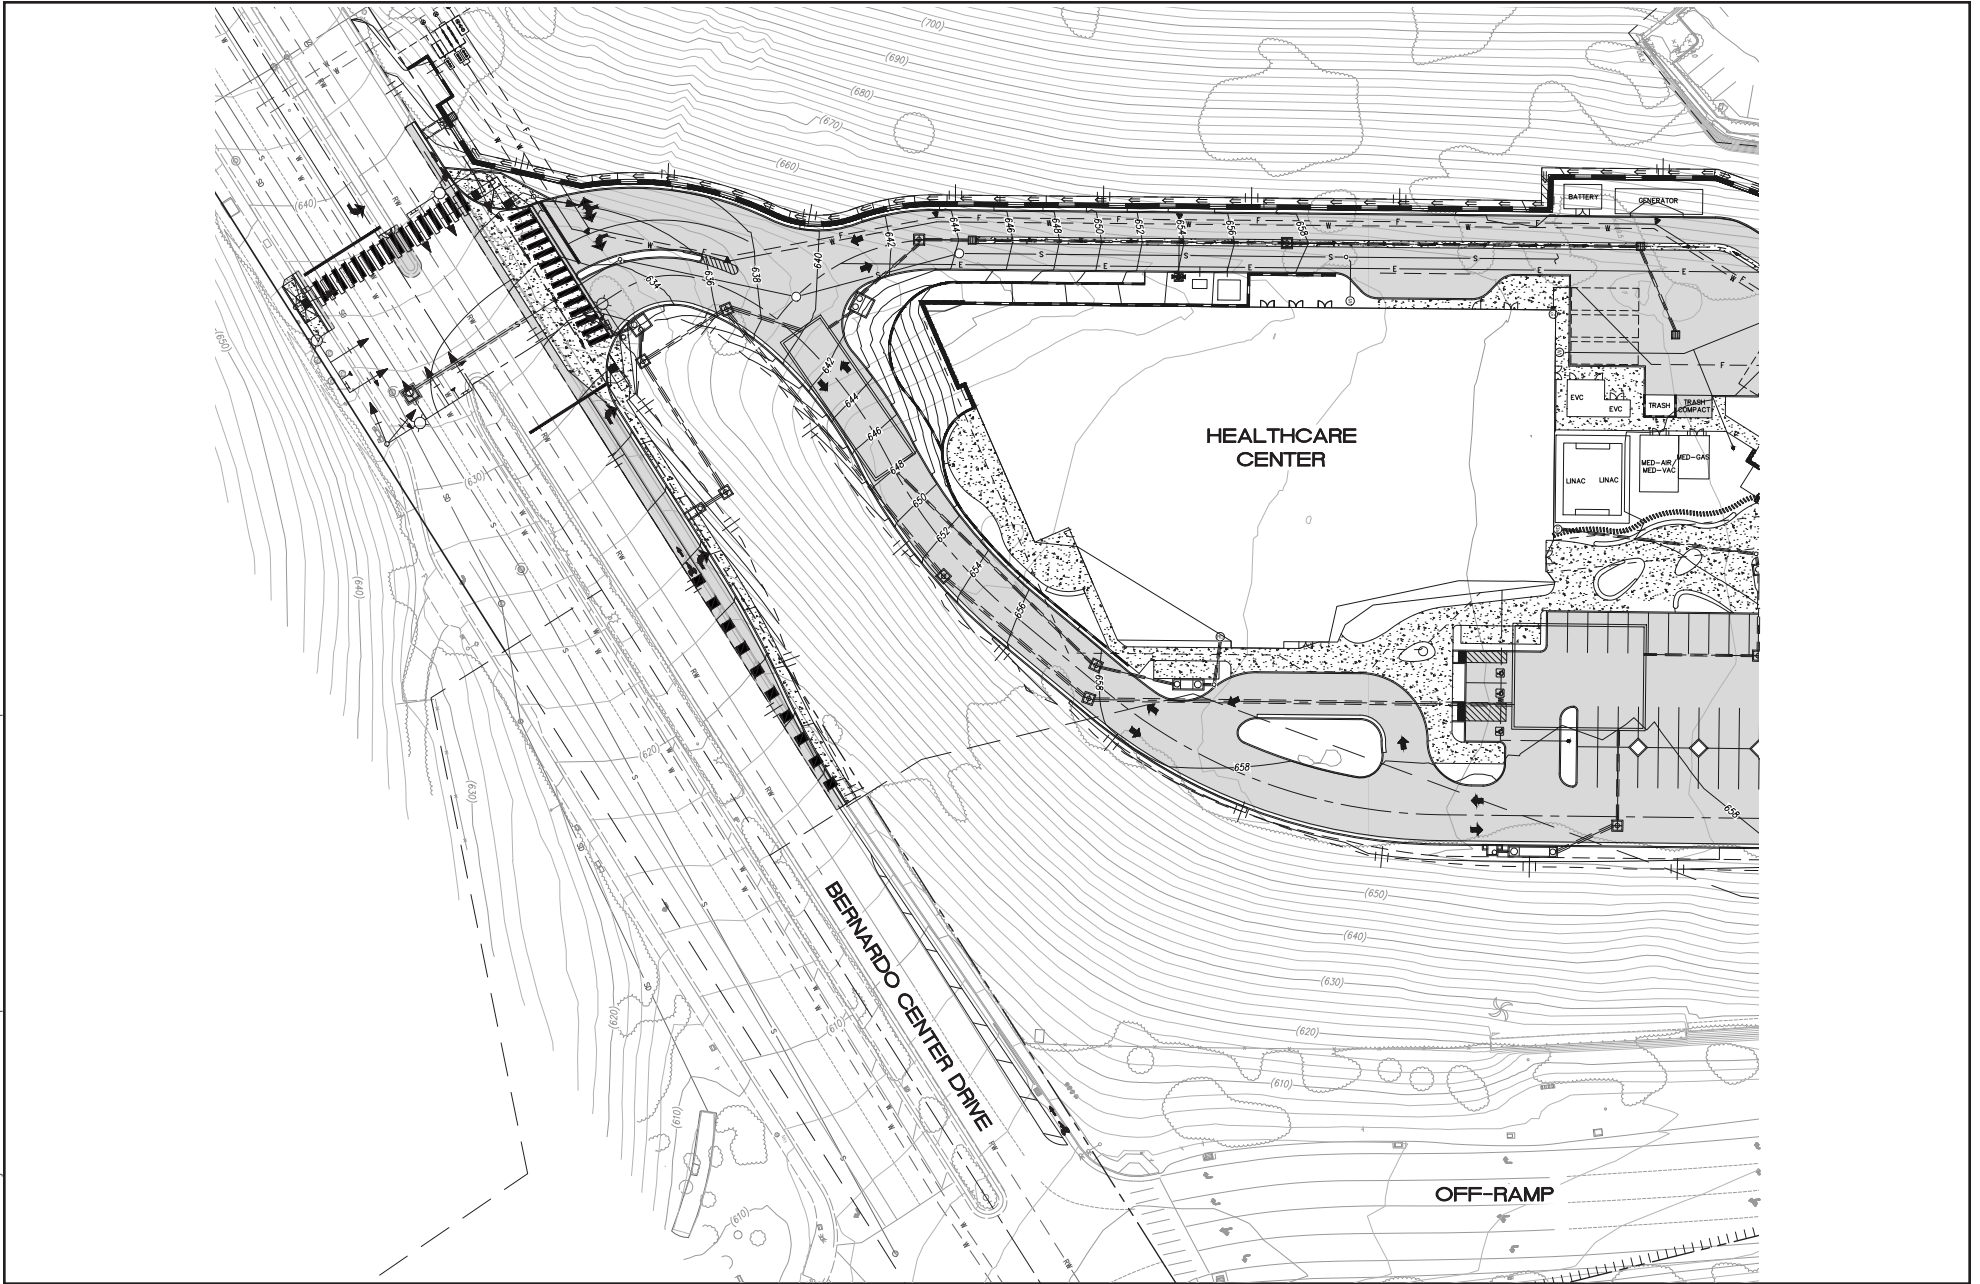 (700)
(690)
(680)
(670)
(660)
(640)
(650)
BATTERY
GENERATOR
644
646
648
650
652
654
656
658
642
640
638
636
634
642
644
646
648
650
652
654
656
658
658
658
HEALTHCARE
CENTER
EVC
EVC
TRASH
TRASH
COMPACT
MED-AIR
MED-VAC
MED-GAS
LINAC
LINAC
(630)
(640)
(620)
(630)
(650)
(640)
(630)
(620)
(610)
(620)
(610)
(610)
(610)
BERNARDO CENTER DRIVE
OFF-RAMP